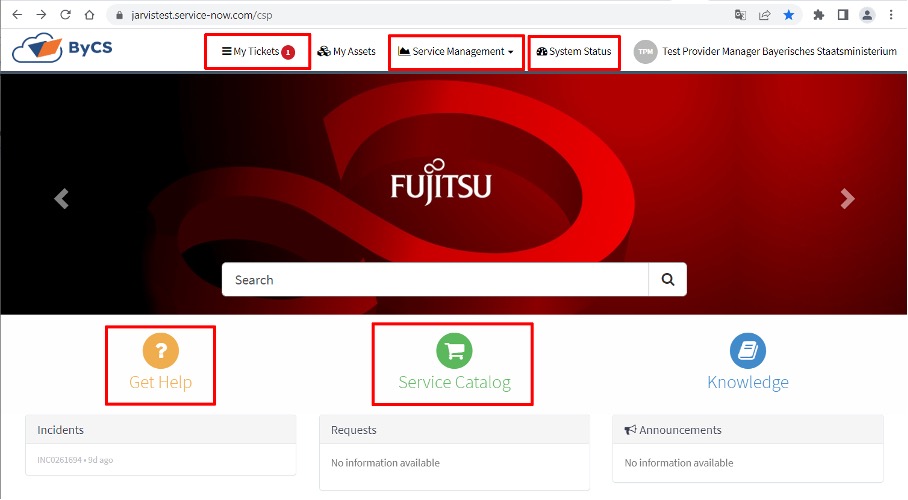 jarvistest.service-now.com/csp
ByCS
My Tickets 1
My Assets
Service Management
System Status
TPM
Test Provider Manager Bayerisches Staatsministerium
FUJITSU
Search
?
Get Help
Service Catalog
Knowledge
Incidents
INC0261694 • 9d ago
Requests
No information available
Announcements
No information available